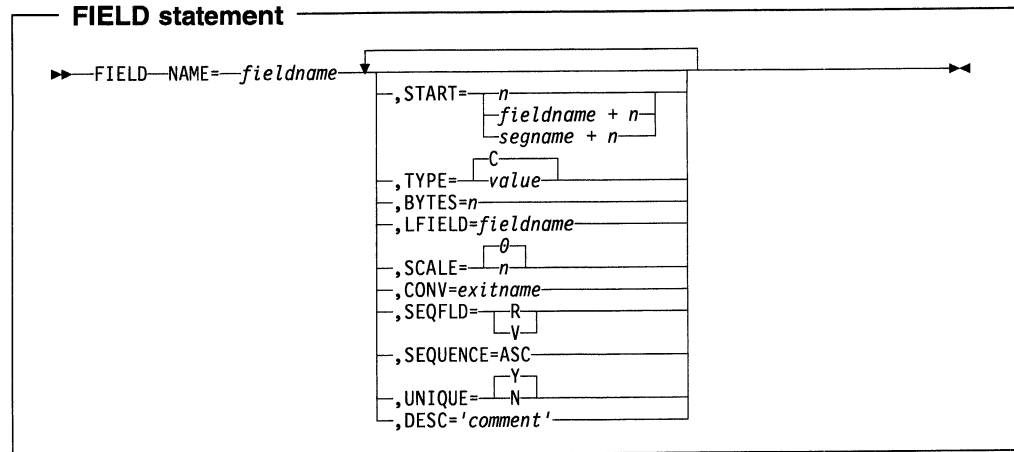 FIELD statement
FIELD NAME= fieldname
,START= n
fieldname + n
segname + n
C
,TYPE= value
,BYTES=n
,LFIELD=fieldname
0
,SCALE= n
,CONV=exitname
,SEQFLD= R
V
,SEQUENCE=ASC
Y
,UNIQUE= N
,DESC='comment'